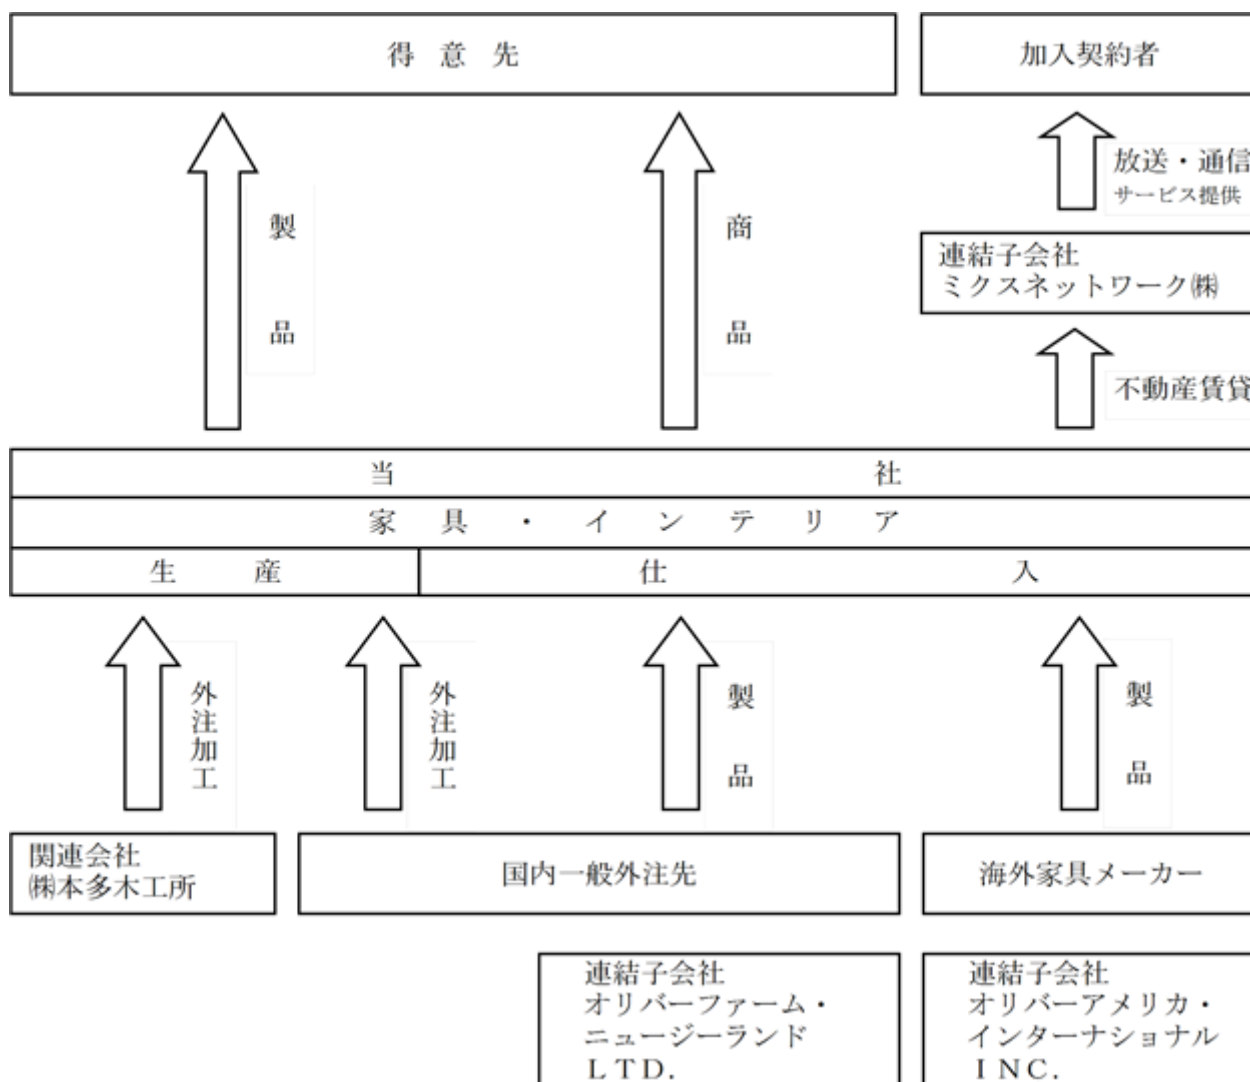 得意先
加入契約者
製品
商品
放送・通信
サービス提供
連結子会社
ミクスネットワーク㈱
不動産賃貸
当社
家具・インテリア
生産
仕入
外注加工
外注加工
製品
製品
関連会社
㈱本多木工所
国内一般外注先
海外家具メーカー
連結子会社
オリバーファーム・
ニュージーランド
ＬＴＤ．
連結子会社
オリバーアメリカ・
インターナショナル
ＩＮＣ．